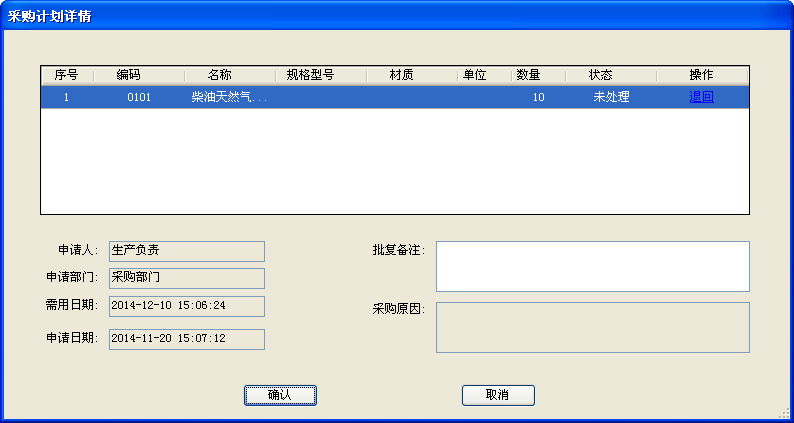 采购计划详情
序号 编码 名称 规格型号 材质 单位 数量 状态 操作
1 0101 柴油天然气... 10 未处理 退回
申请人: 生产负责 批复备注:
申请部门: 采购部门
需用日期: 2014-12-10 15:06:24 采购原因:
申请日期: 2014-11-20 15:07:12
确认 取消